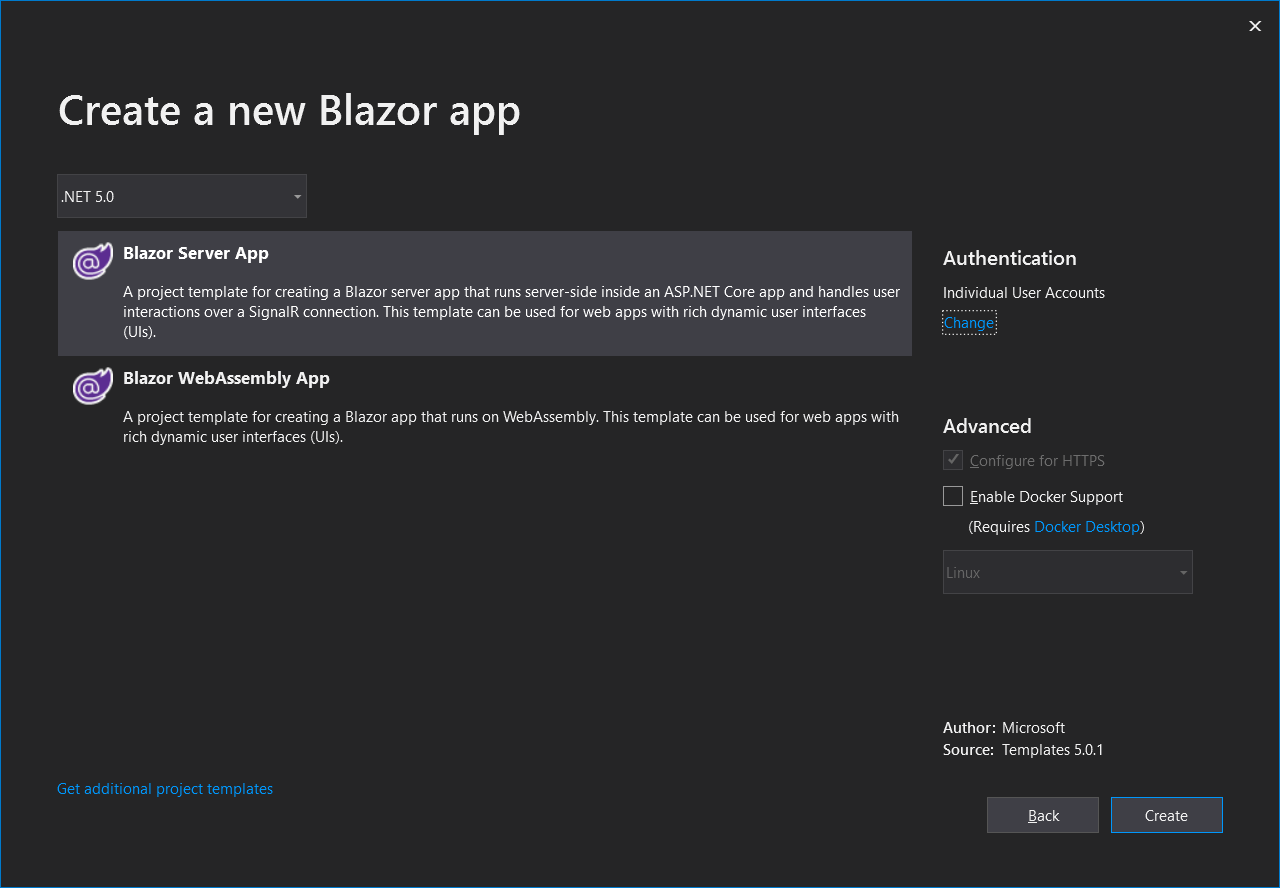 Create a new Blazor app
.NET 5.0
Blazor Server App
A project template for creating a Blazor server app that runs server-side inside an ASP.NET Core app and handles user
interactions over a SignalR connection. This template can be used for web apps with rich dynamic user interfaces
(UIs).
Blazor WebAssembly App
A project template for creating a Blazor app that runs on WebAssembly. This template can be used for web apps with
rich dynamic user interfaces (UIs).
Authentication
Individual User Accounts
Change
Advanced
Configure for HTTPS
Enable Docker Support
(Requires Docker Desktop)
Linux
Author: Microsoft
Source: Templates 5.0.1
Get additional project templates
Back
Create